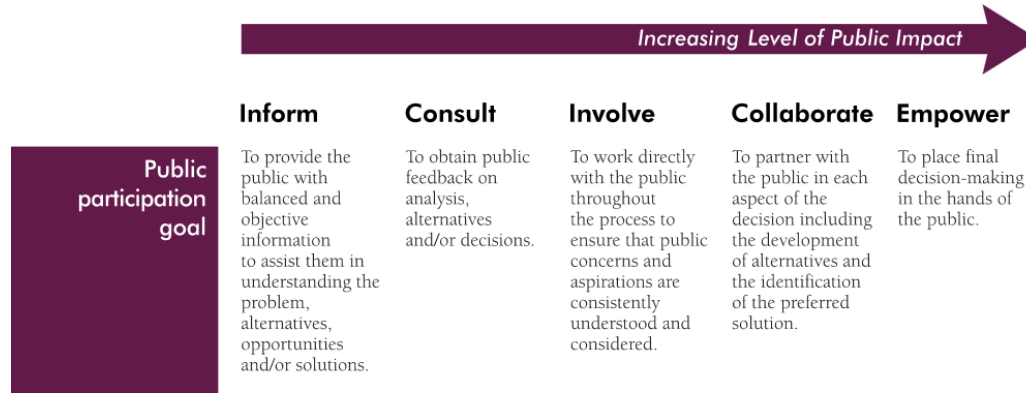 Increasing Level of Public Impact
Inform
Consult
Involve
Collaborate
Empower
Public
participation
goal
To provide the
public with
balanced and
objective
information
to assist them in
understanding the
problem,
alternatives,
opportunities
and/or solutions.
To obtain public
feedback on
analysis,
alternatives
and/or decisions.
To work directly
with the public
throughout
the process to
ensure that public
concerns and
aspirations are
consistently
understood and
considered.
To partner with
the public in each
aspect of the
decision including
the development
of alternatives and
the identification
of the preferred
solution.
To place final
decision-making
in the hands of
the public.